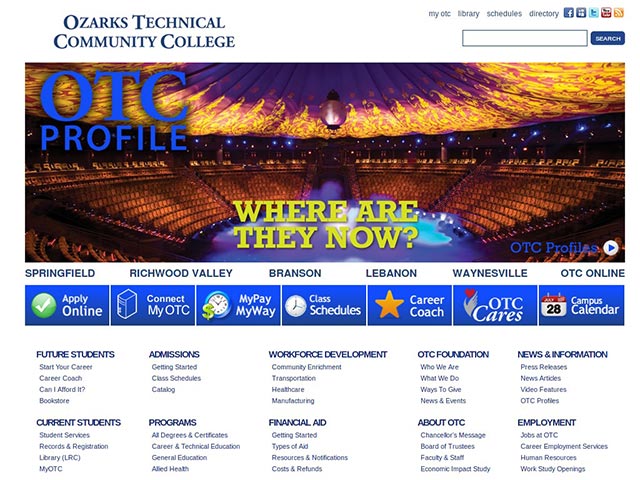 OZARKS TECHNICAL
COMMUNITY COLLEGE
my otc library schedules directory
SEARCH
OTC
PROFILE
WHERE ARE
THEY NOW?
OTC Profiles
SPRINGFIELD RICHWOOD VALLEY BRANSON LEBANON WAYNESVILLE OTC ONLINE
Apply
Online
Connect
My OTC
MyPay
MyWay
Class
Schedules
Career
Coach
OTC
Cares
JULY
28
Campus
Calendar
FUTURE STUDENTS
Start Your Career
Career Coach
Can I Afford It?
Bookstore
ADMISSIONS
Getting Started
Class Schedules
Catalog
WORKFORCE DEVELOPMENT
Community Enrichment
Transportation
Healthcare
Manufacturing
OTC FOUNDATION
Who We Are
What We Do
Ways To Give
News & Events
NEWS & INFORMATION
Press Releases
News Articles
Video Features
OTC Profiles
CURRENT STUDENTS
Student Services
Records & Registration
Library (LRC)
MyOTC
PROGRAMS
All Degrees & Certificates
Career & Technical Education
General Education
Allied Health
FINANCIAL AID
Getting Started
Types of Aid
Resources & Notifications
Costs & Refunds
ABOUT OTC
Chancellor's Message
Board of Trustees
Faculty & Staff
Economic Impact Study
EMPLOYMENT
Jobs at OTC
Career Employment Services
Human Resources
Work Study Openings